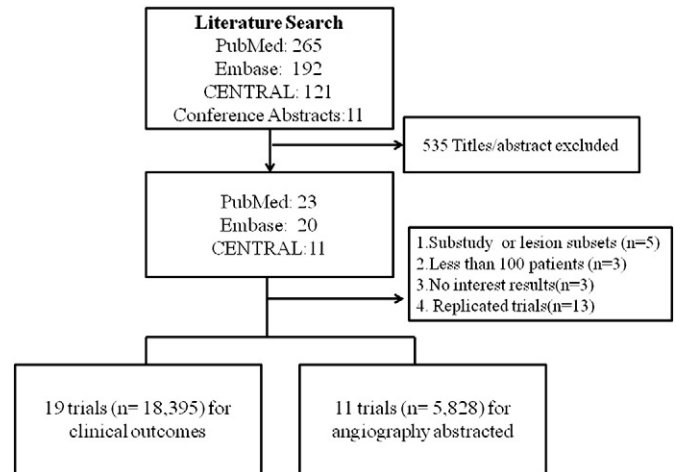 Literature Search
PubMed: 265
Embase: 192
CENTRAL: 121
Conference Abstracts:11
535 Titles/abstract excluded
PubMed: 23
Embase: 20
CENTRAL:11
1.Substudy or lesion subsets (n=5)
2.Less than 100 patients (n=3)
3.No interest results(n=3)
4. Replicated trials(n=13)
19 trials (n= 18,395) for
clinical outcomes
11 trials (n= 5,828) for
angiography abstracted